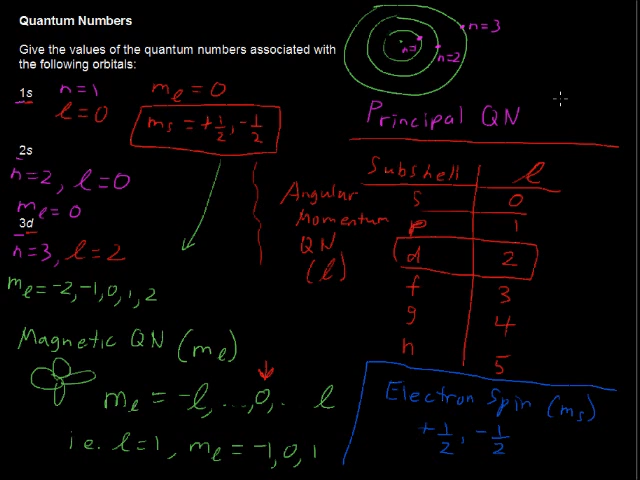 Quantum Numbers
Give the values of the quantum numbers associated with
the following orbitals:
1s
n=1
l=0
mℓ = 0
ms = +1/2, -1/2
2s
n=2, l=0
mℓ=0
3d
n=3, l=2
mℓ = -2, -1, 0, 1, 2
Magnetic QN (mℓ)
mℓ = -l, ..., 0, .. l
i.e. l=1, mℓ = -1, 0, 1
n=1
n=2
n=3
Principal QN
Angular
Momentum
QN
(l)
Subshell l
s 0
p 1
d 2
f 3
g 4
h 5
Electron Spin (ms)
+1/2, -1/2